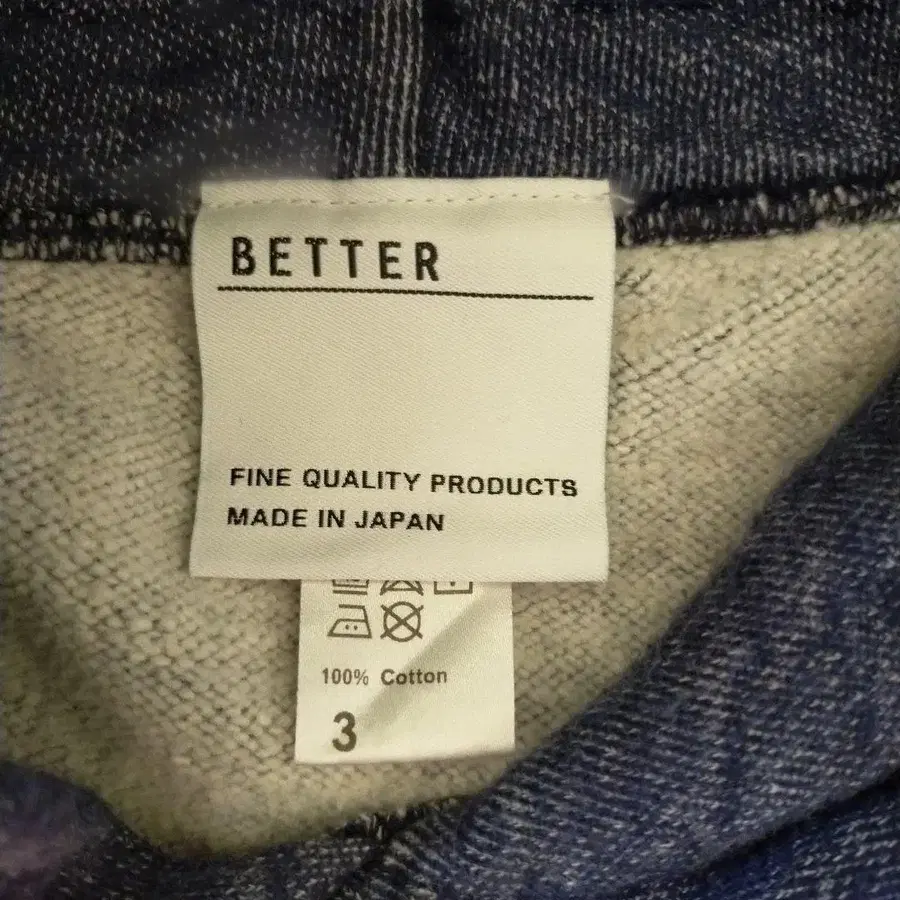 BETTER
FINE QUALITY PRODUCTS
MADE IN JAPAN
100% Cotton
3